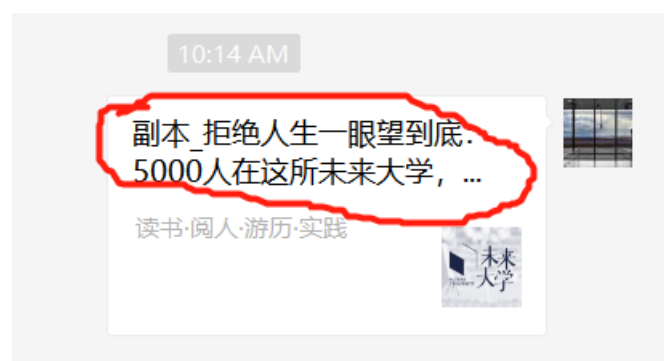 10:14 AM
副本_拒绝人生一眼望到底:
5000人在这所未来大学，...
读书·阅人·游历·实践
未来
大学